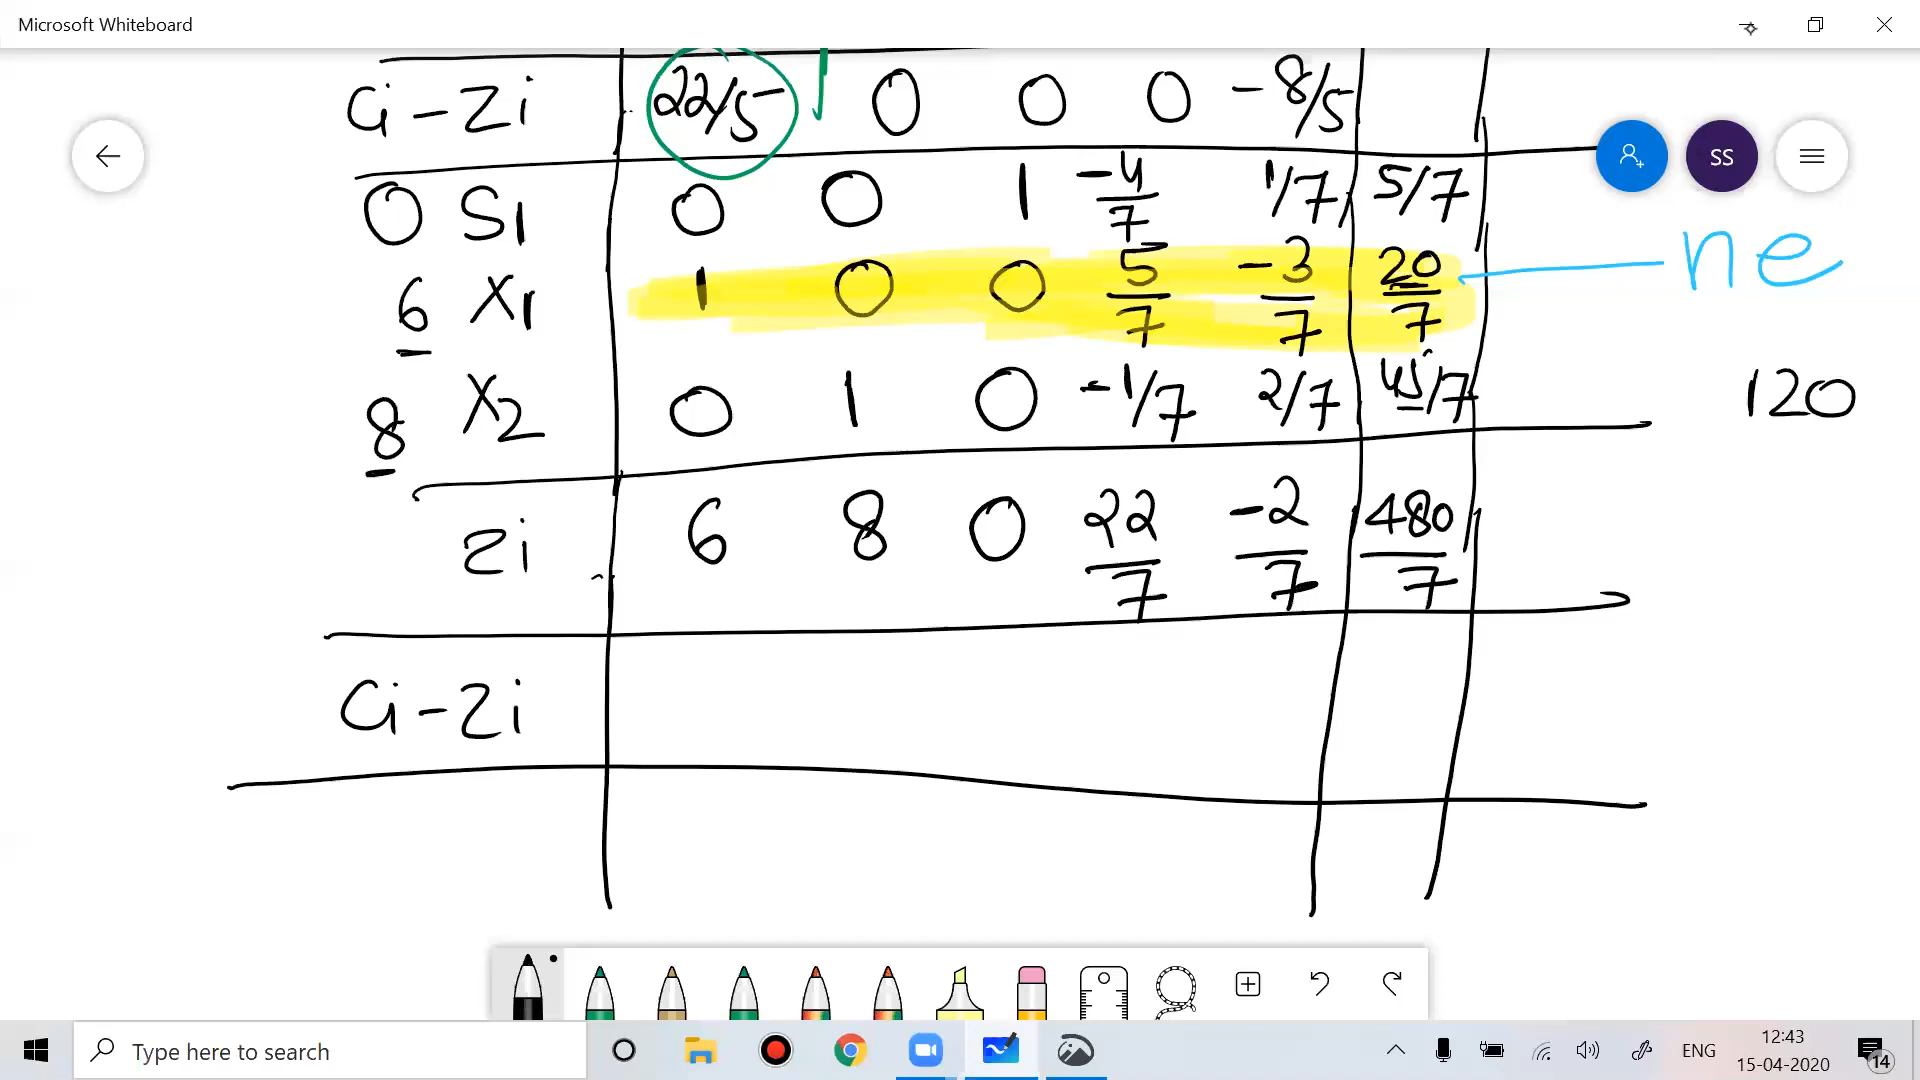 Microsoft Whiteboard
Ci - Zi 22/5 0 0 0 -8/5
SS
0 S1 0 0 1 -4/7 1/7 5/7
6 X1 1 0 0 5/7 -3/7 20/7 ne
8 X2 0 1 0 -1/7 2/7 45/7 120
Zi 6 8 0 22/7 -2/7 480/7
Ci - Zi
Type here to search
ENG
12:43
15-04-2020
14